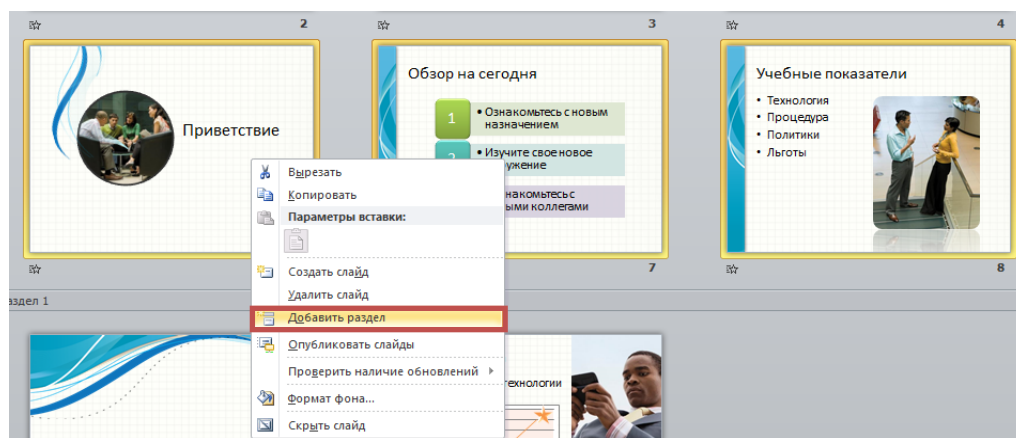 2
3
4
Приветствие
Обзор на сегодня
1
• Ознакомьтесь с новым
назначением
2
• Изучите свое новое
ужение
накомьтесь с
ыми коллегами
Учебные показатели
• Технология
• Процедура
• Политики
• Льготы
Вырезать
Копировать
Параметры вставки:
Создать слайд
Удалить слайд
Добавить раздел
Опубликовать слайды
Проверить наличие обновлений
Формат фона...
Скрыть слайд
7
8
аздел 1
ехнологии